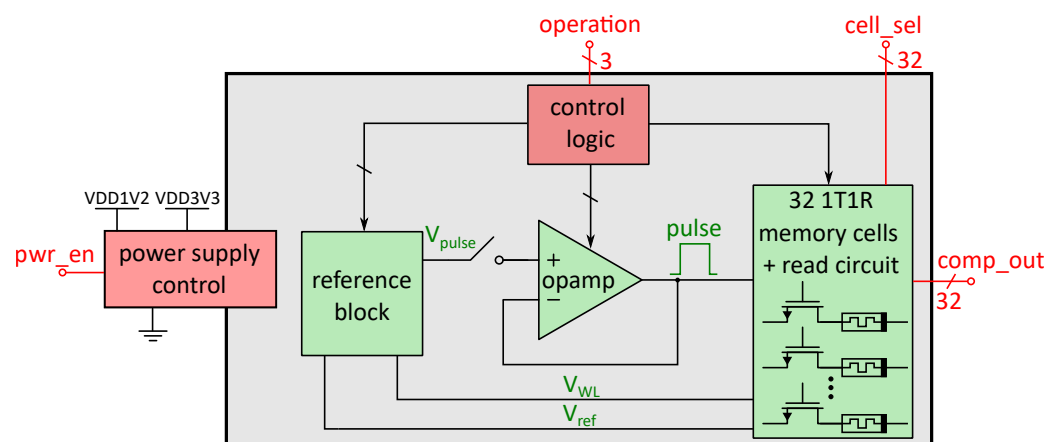 operation
3
cell_sel
32
control
logic
VDD1V2
VDD3V3
pwr_en
power supply
control
reference
block
Vpulse
+
opamp
−
pulse
32 1T1R
memory cells
+ read circuit
comp_out
32
VWL
Vref